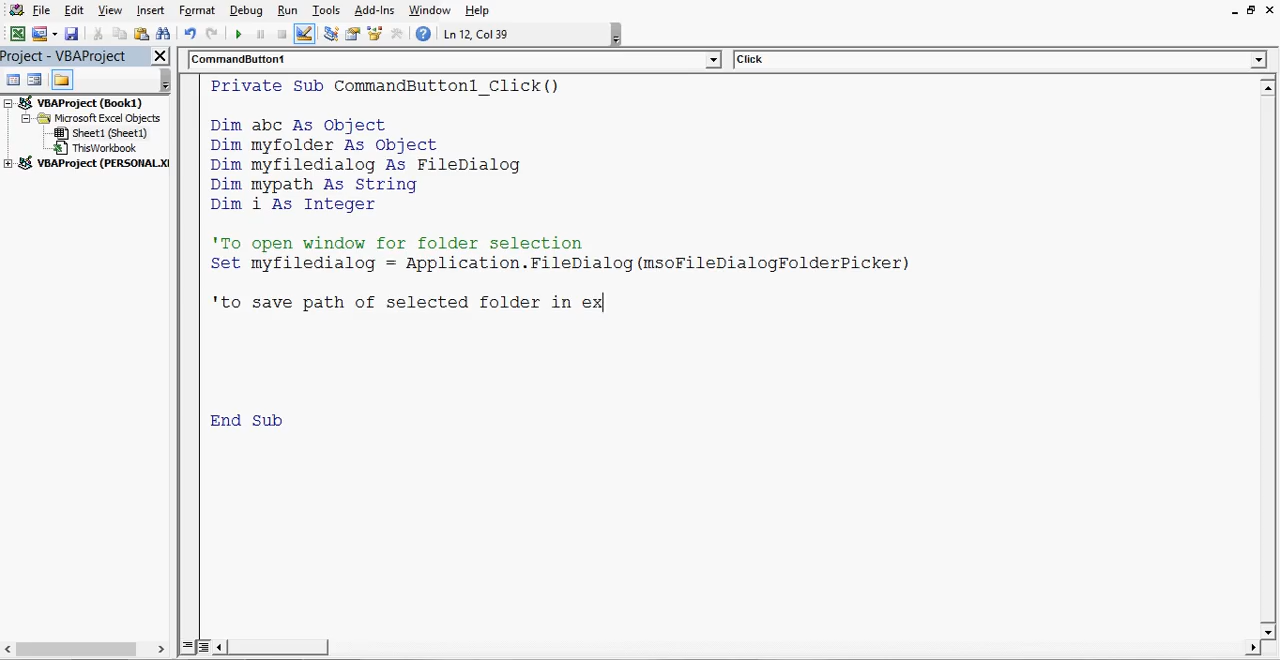 File Edit View Insert Format Debug Run Tools Add-Ins Window Help
Ln 12, Col 39
Project - VBAProject
CommandButton1 Click
VBAProject (Book1)
Microsoft Excel Objects
Sheet1 (Sheet1)
ThisWorkbook
VBAProject (PERSONAL.XL
Private Sub CommandButton1_Click()
Dim abc As Object
Dim myfolder As Object
Dim myfiledialog As FileDialog
Dim mypath As String
Dim i As Integer
'To open window for folder selection
Set myfiledialog = Application.FileDialog(msoFileDialogFolderPicker)
'to save path of selected folder in ex
End Sub